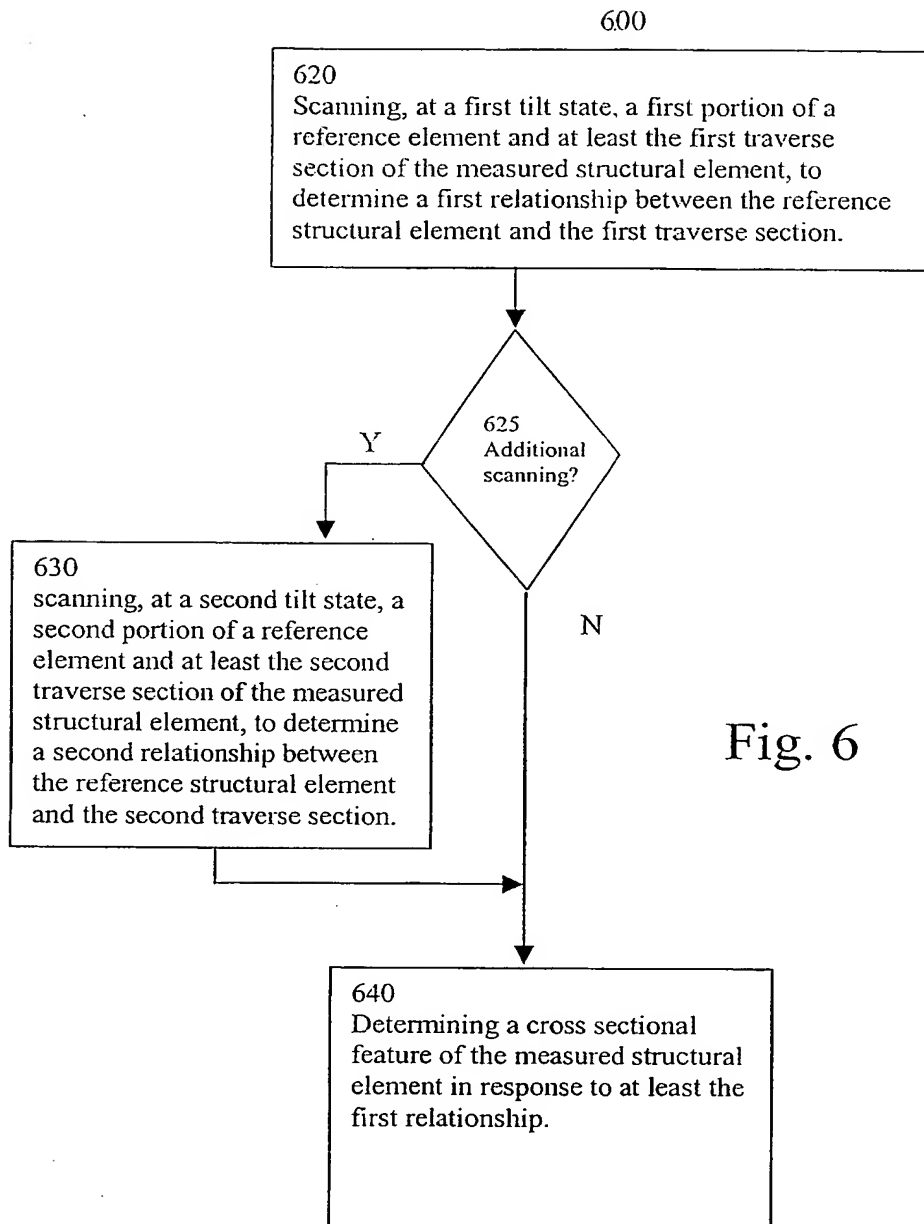 600
620
Scanning, at a first tilt state, a first portion of a
reference element and at least the first traverse
section of the measured structural element, to
determine a first relationship between the reference
structural element and the first traverse section.
625
Additional
scanning?
Y
N
630
scanning, at a second tilt state, a
second portion of a reference
element and at least the second
traverse section of the measured
structural element, to determine
a second relationship between
the reference structural element
and the second traverse section.
Fig. 6
640
Determining a cross sectional
feature of the measured structural
element in response to at least the
first relationship.